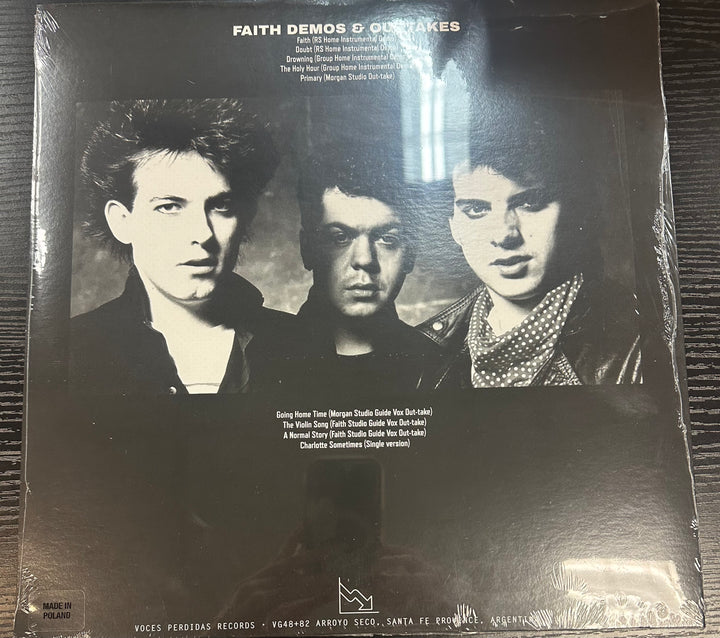 FAITH DEMOS & OUT-TAKES
Faith (RS Home Instrumental Demo)
Doubt (RS Home Instrumental Demo)
Drowning (Group Home Instrumental Demo)
The Holy Hour (Group Home Instrumental Demo)
Primary (Morgan Studio Out-take)
Going Home Time (Morgan Studio Guide Vox Out-take)
The Violin Song (Faith Studio Guide Vox Out-take)
A Normal Story (Faith Studio Guide Vox Out-take)
Charlotte Sometimes (Single version)
MADE IN
POLAND
VOCES PERDIDAS RECORDS · VG48+82 ARROYO SECO, SANTA FE PROVINCE, ARGENTINA